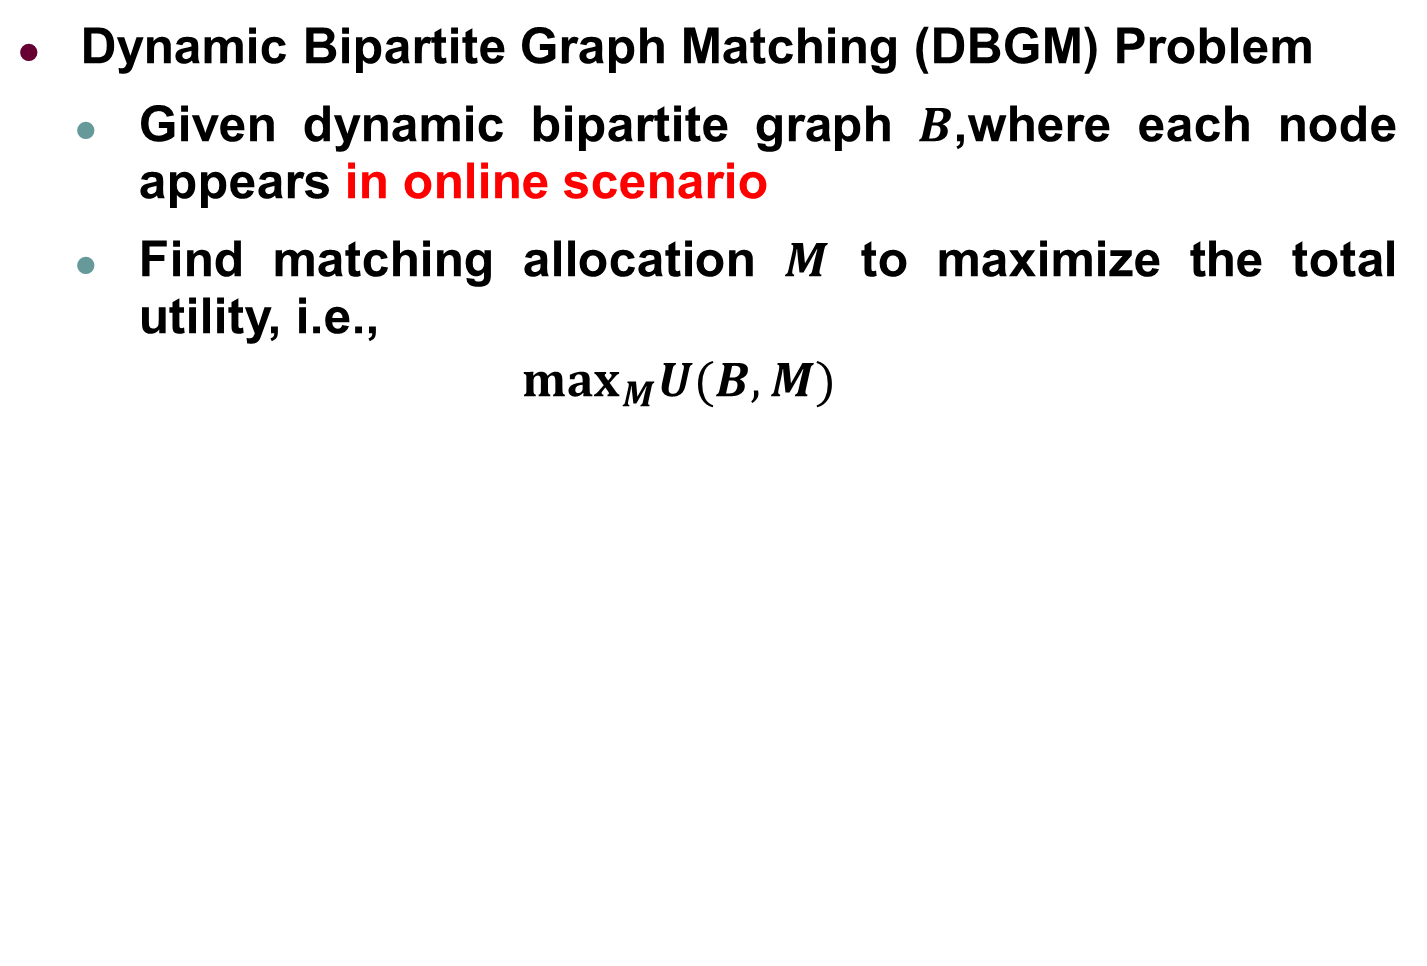 Dynamic Bipartite Graph Matching (DBGM) Problem
Given dynamic bipartite graph B,where each node
appears in online scenario
Find matching allocation M to maximize the total
utility, i.e.,
max_M U(B, M)